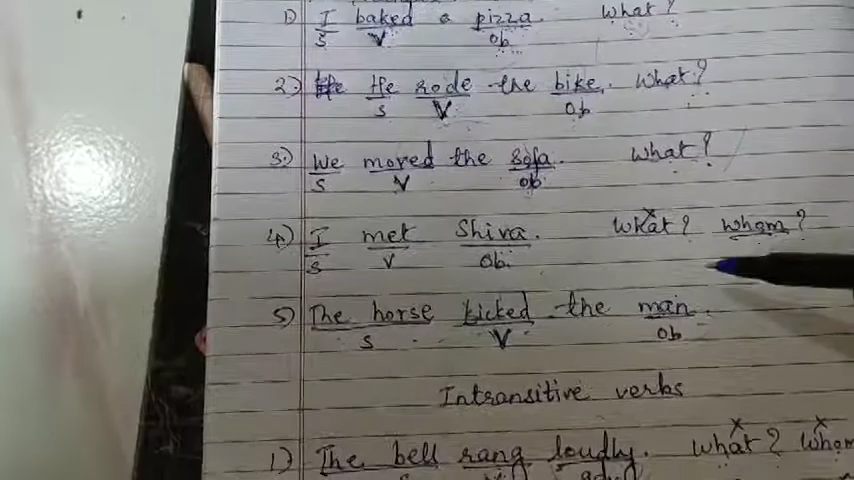 1) I baked a pizza. What?
S V Ob
2) He rode the bike. What?
S V Ob
3) We moved the sofa. What?
S V Ob
4) I met Shiva. What? Whom?
S V Ob.
5) The horse kicked the man.
S V Ob
Intransitive verbs
1) The bell rang loudly. What? Whom